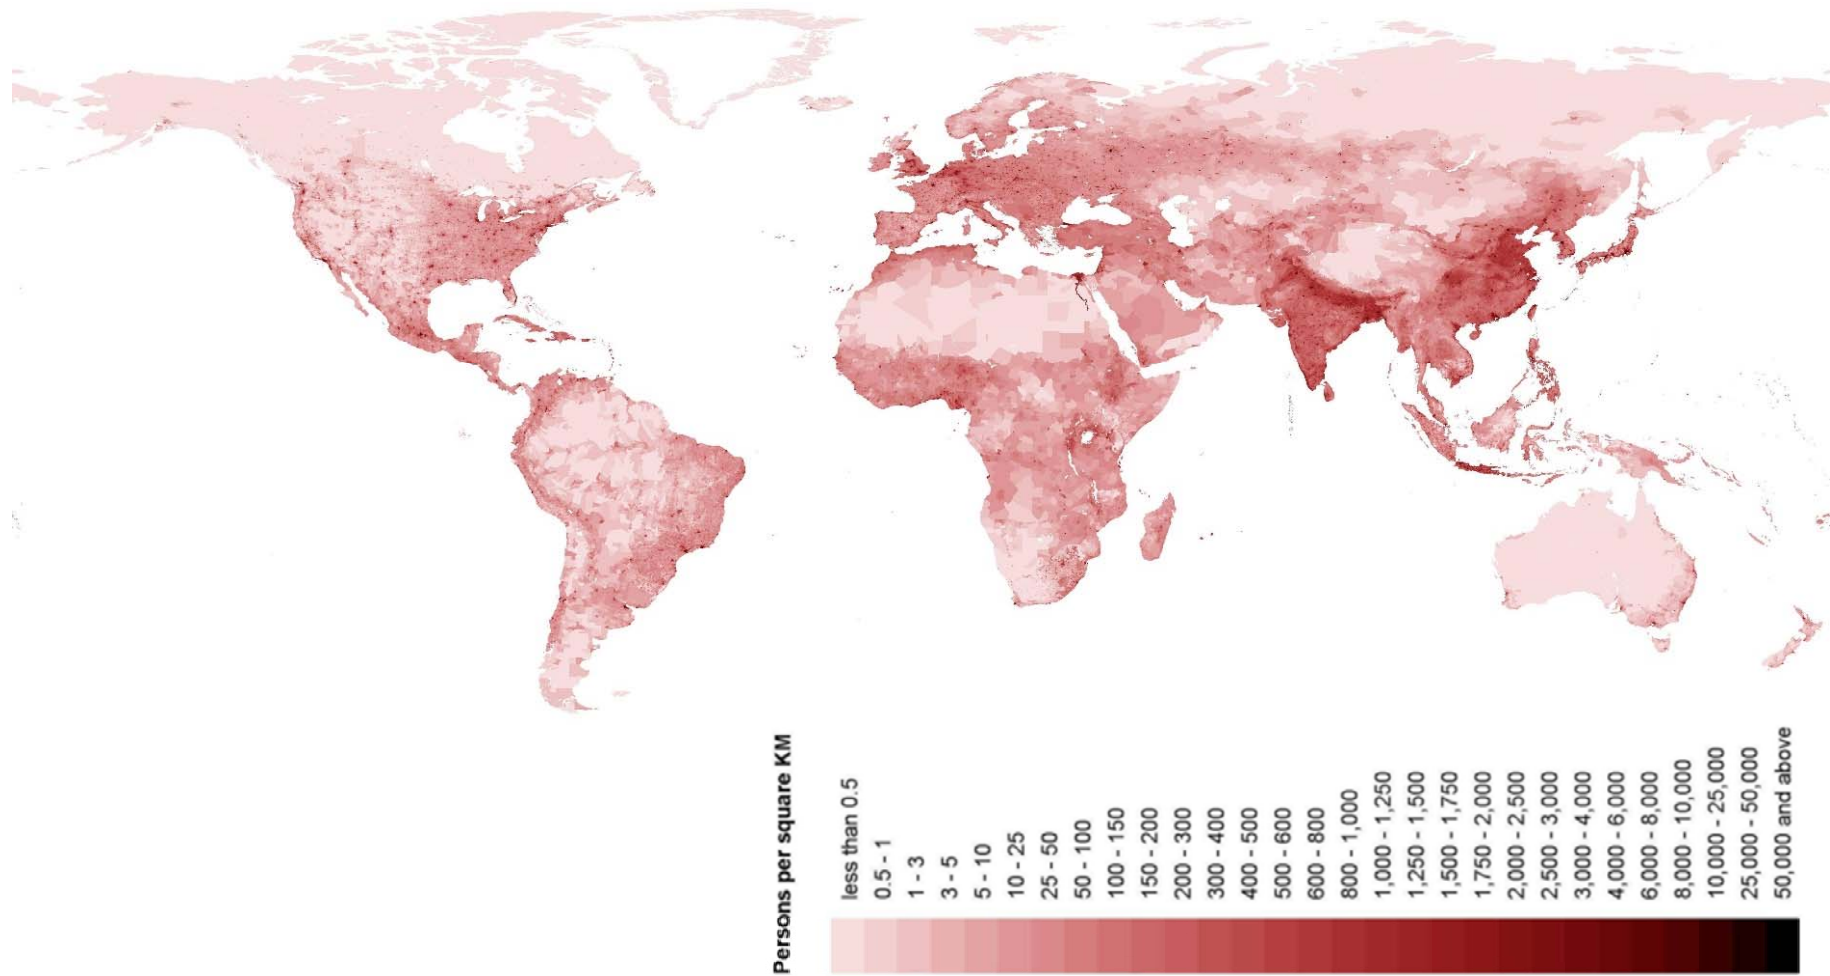 Persons per square KM
less than 0.5
0.5 - 1
1 - 3
3 - 5
5 - 10
10 - 25
25 - 50
50 - 100
100 - 150
150 - 200
200 - 300
300 - 400
400 - 500
500 - 600
600 - 800
800 - 1,000
1,000 - 1,250
1,250 - 1,500
1,500 - 1,750
1,750 - 2,000
2,000 - 2,500
2,500 - 3,000
3,000 - 4,000
4,000 - 6,000
6,000 - 8,000
8,000 - 10,000
10,000 - 25,000
25,000 - 50,000
50,000 and above